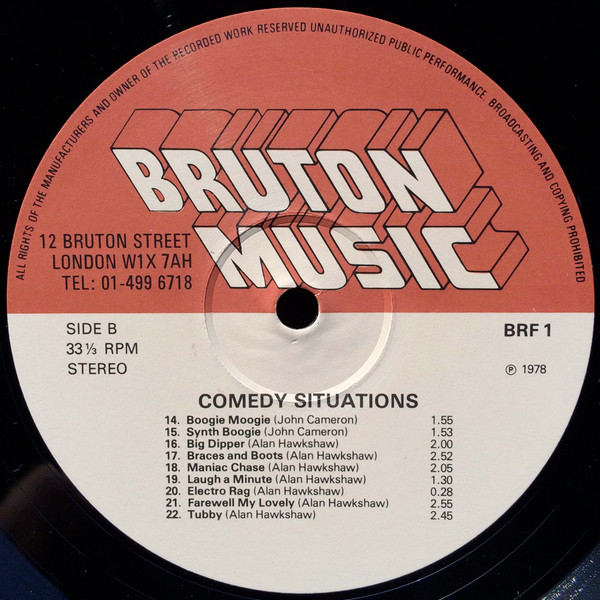 ALL RIGHTS OF THE MANUFACTURERS AND OWNER OF THE RECORDED WORK RESERVED UNAUTHORIZED PUBLIC PERFORMANCE. BROADCASTING AND COPYING PROHIBITED
BRUTON
MUSIC
12 BRUTON STREET
LONDON W1X 7AH
TEL: 01-499 6718
SIDE B
33 ⅓ RPM
STEREO
BRF 1
℗ 1978
COMEDY SITUATIONS
14. Boogie Moogie (John Cameron) 1.55
15. Synth Boogie (John Cameron) 1.53
16. Big Dipper (Alan Hawkshaw) 2.00
17. Braces and Boots (Alan Hawkshaw) 2.52
18. Maniac Chase (Alan Hawkshaw) 2.05
19. Laugh a Minute (Alan Hawkshaw) 1.30
20. Electro Rag (Alan Hawkshaw) 0.28
21. Farewell My Lovely (Alan Hawkshaw) 2.55
22. Tubby (Alan Hawkshaw) 2.45